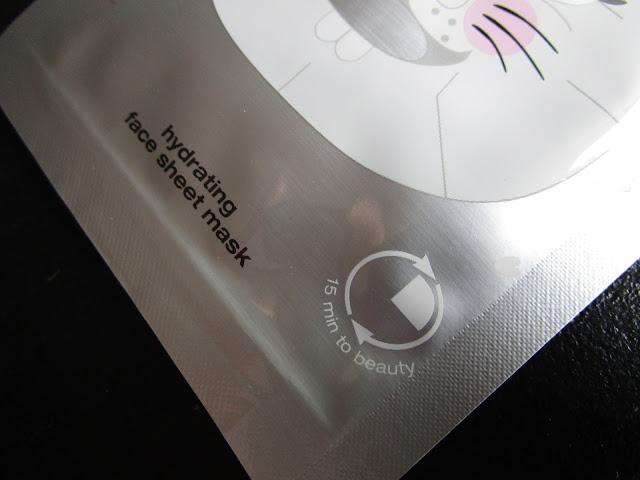 hydrating
face sheet mask
15 min to beauty